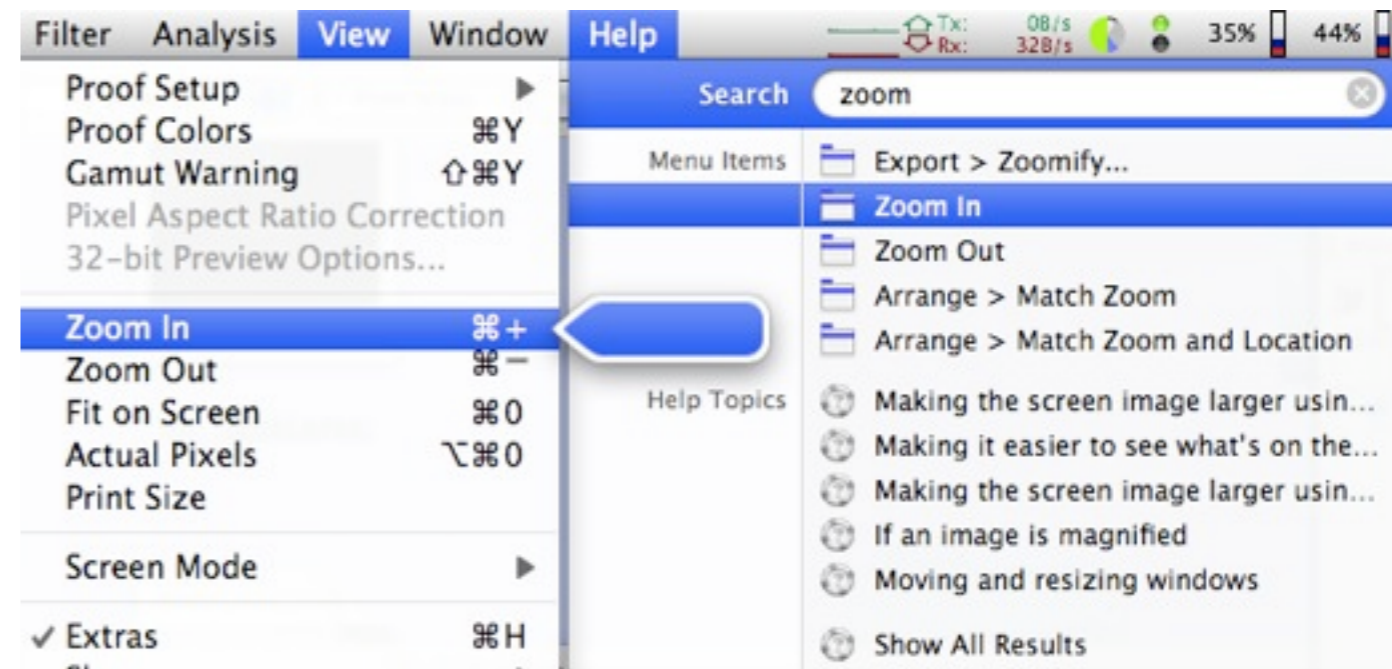 Filter Analysis View Window Help Tx: 0B/s 35% 44%
Rx: 32B/s
Proof Setup ▶
Proof Colors ⌘Y
Gamut Warning ⇧⌘Y
Pixel Aspect Ratio Correction
32-bit Preview Options...
Zoom In ⌘+
Zoom Out ⌘−
Fit on Screen ⌘0
Actual Pixels ⌥⌘0
Print Size
Screen Mode ▶
✓ Extras ⌘H
Search zoom
Menu Items Export > Zoomify...
Zoom In
Zoom Out
Arrange > Match Zoom
Arrange > Match Zoom and Location
Help Topics Making the screen image larger usin...
Making it easier to see what's on the...
Making the screen image larger usin...
If an image is magnified
Moving and resizing windows
Show All Results